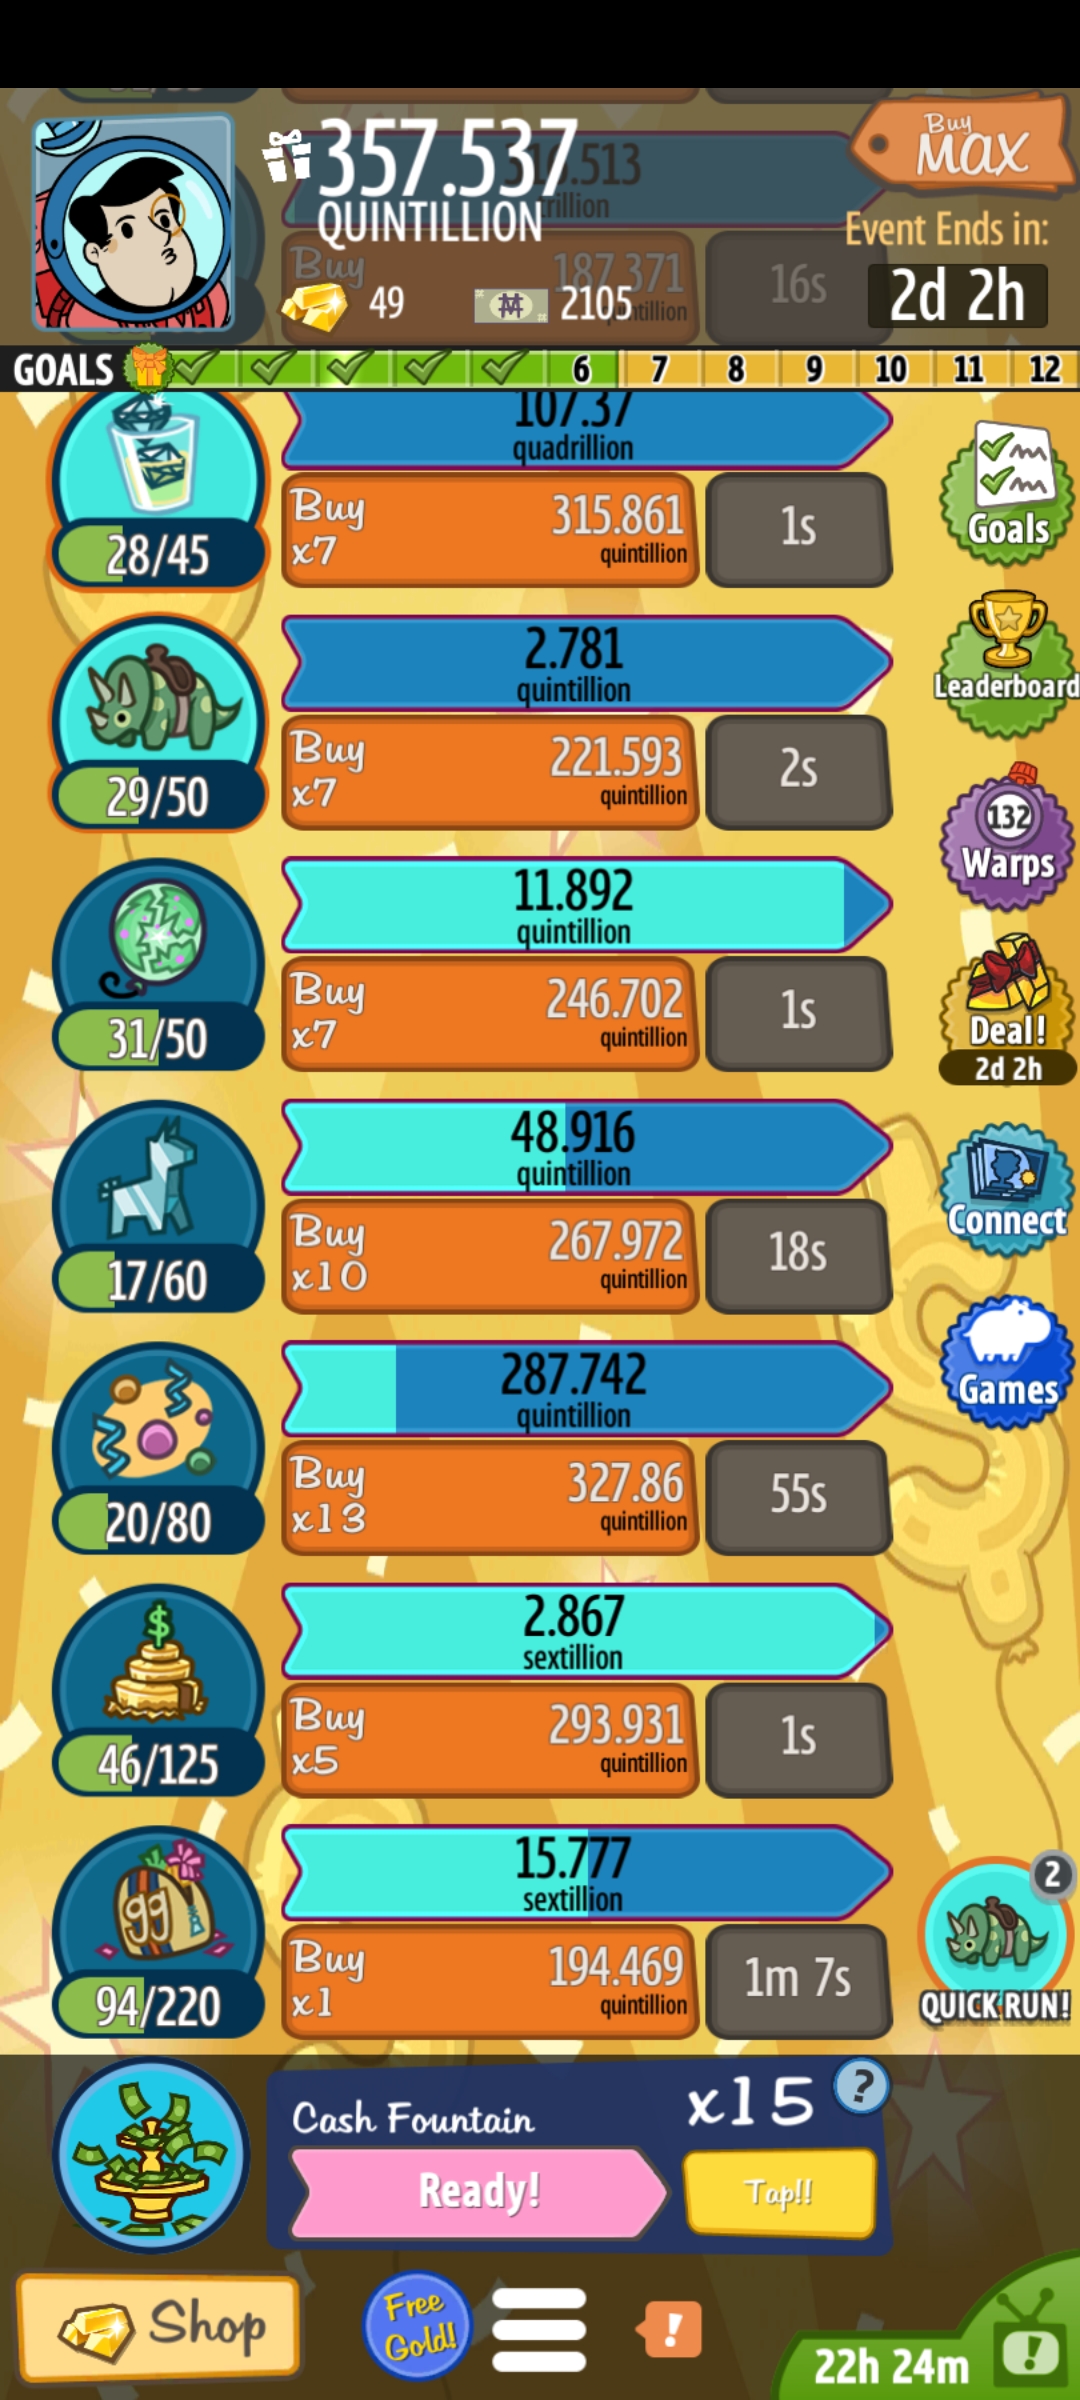 357.537
QUINTILLION
Buy
MAX
Event Ends in:
2d 2h
49
2105
Buy
187.371
16s
GOALS
6 7 8 9 10 11 12
107.37
quadrillion
Buy
x7
315.861
quintillion
1s
28/45
Goals
2.781
quintillion
Buy
x7
221.593
quintillion
2s
29/50
Leaderboard
11.892
quintillion
Buy
x7
246.702
quintillion
1s
31/50
132
Warps
Deal!
2d 2h
48.916
quintillion
Buy
x10
267.972
quintillion
18s
17/60
Connect
287.742
quintillion
Buy
x13
327.86
quintillion
55s
20/80
Games
$
2.867
sextillion
Buy
x5
293.931
quintillion
1s
46/125
99
15.777
sextillion
Buy
x1
194.469
quintillion
1m 7s
94/220
2
QUICK RUN!
Cash Fountain
x15
?
Ready!
Tap!!
Shop
Free
Gold!
!
22h 24m
!